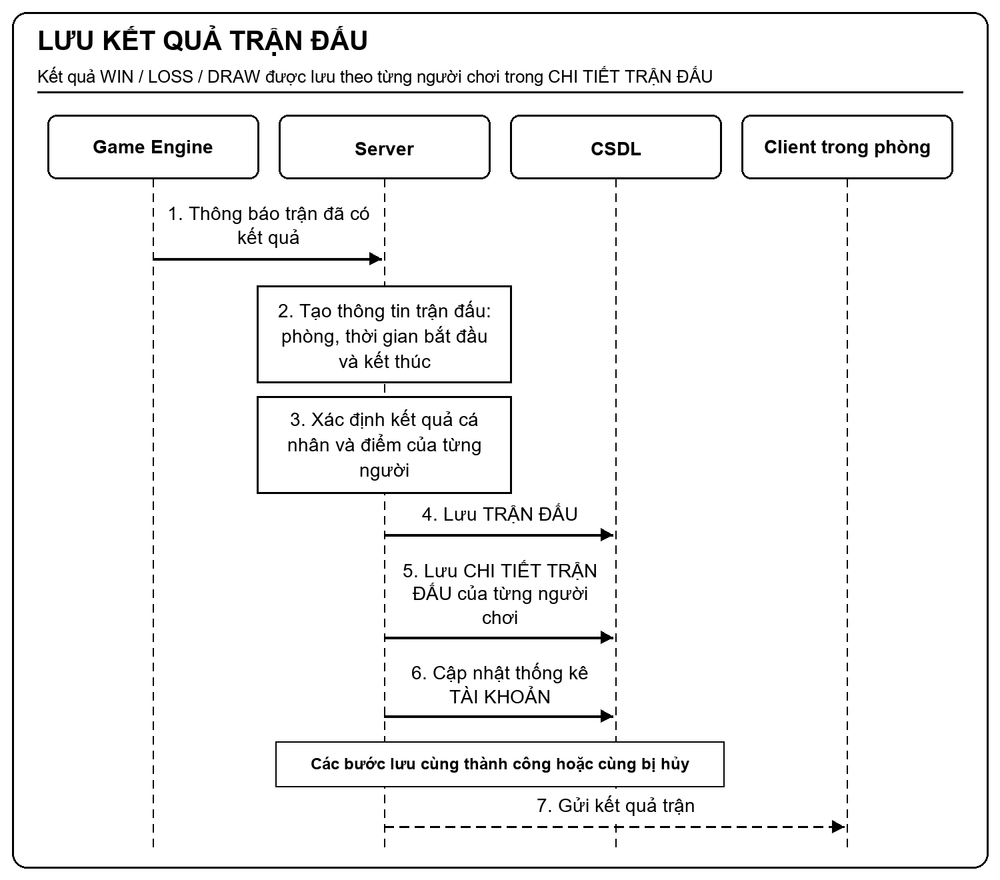 LƯU KẾT QUẢ TRẬN ĐẤU
Kết quả WIN / LOSS / DRAW được lưu theo từng người chơi trong CHI TIẾT TRẬN ĐẤU
Game Engine
Server
CSDL
Client trong phòng
1. Thông báo trận đã có
kết quả
2. Tạo thông tin trận đấu:
phòng, thời gian bắt đầu
và kết thúc
3. Xác định kết quả cá
nhân và điểm của từng
người
4. Lưu TRẬN ĐẤU
5. Lưu CHI TIẾT TRẬN
ĐẤU của từng người
chơi
6. Cập nhật thống kê
TÀI KHOẢN
Các bước lưu cùng thành công hoặc cùng bị hủy
7. Gửi kết quả trận